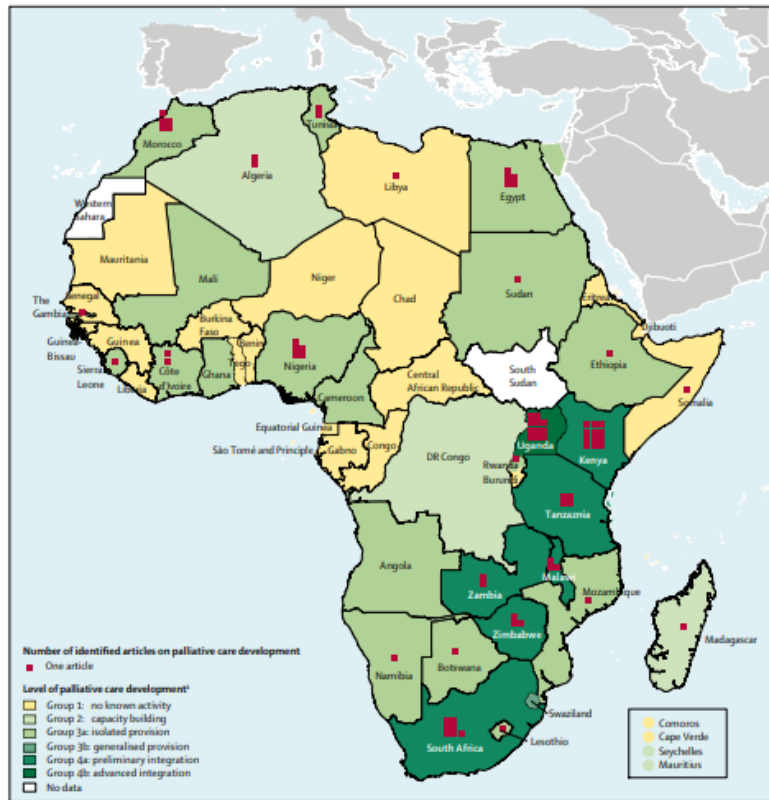 Morocco
Tunisia
Algeria
Libya
Egypt
Western
Sahara
Mauritania
Mali
Niger
Chad
Sudan
Eritrea
Djibouti
Senegal
The
Gambia
Guinea-
Bissau
Guinea
Sierra
Leone
Liberia
Côte
d'Ivoire
Burkina
Faso
Ghana
Togo
Benin
Nigeria
Cameroon
Central
African Republic
South
Sudan
Ethiopia
Somalia
Equatorial Guinea
São Tomé and Principle
Gabno
Congo
DR Congo
Uganda
Kenya
Rwanda
Burundi
Tanzaznia
Angola
Zambia
Malawi
Mozambique
Zimbabwe
Madagascar
Namibia
Botswana
Swaziland
South Africa
Lesothio
Number of identified articles on palliative care development
One article
Level of palliative care development¹
Group 1: no known activity
Group 2: capacity building
Group 3a: isolated provision
Group 3b: generalised provision
Group 4a: preliminary integration
Group 4b: advanced integration
No data
Comoros
Cape Verde
Seychelles
Mauritius